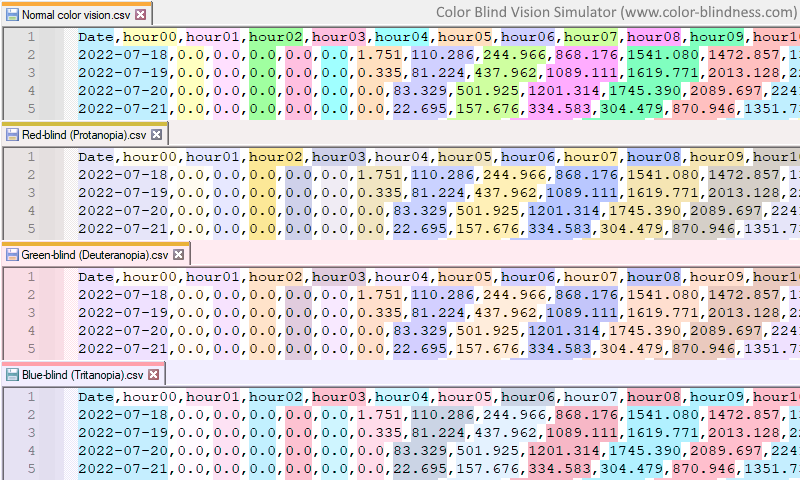 Normal color vision.csv
Color Blind Vision Simulator (www.color-blindness.com)
1 Date,hour00,hour01,hour02,hour03,hour04,hour05,hour06,hour07,hour08,hour09,hour1
2 2022-07-18,0.0,0.0,0.0,0.0,0.0,1.751,110.286,244.966,868.176,1541.080,1472.857,13
3 2022-07-19,0.0,0.0,0.0,0.0,0.0,0.335,81.224,437.962,1089.111,1619.771,2013.128,22
4 2022-07-20,0.0,0.0,0.0,0.0,0.0,0.0,83.329,501.925,1201.314,1745.390,2089.697,224
5 2022-07-21,0.0,0.0,0.0,0.0,0.0,0.0,22.695,157.676,334.583,304.479,870.946,1351.7
Red-blind (Protanopia).csv
1 Date,hour00,hour01,hour02,hour03,hour04,hour05,hour06,hour07,hour08,hour09,hour1
2 2022-07-18,0.0,0.0,0.0,0.0,0.0,1.751,110.286,244.966,868.176,1541.080,1472.857,13
3 2022-07-19,0.0,0.0,0.0,0.0,0.0,0.335,81.224,437.962,1089.111,1619.771,2013.128,22
4 2022-07-20,0.0,0.0,0.0,0.0,0.0,0.0,83.329,501.925,1201.314,1745.390,2089.697,224
5 2022-07-21,0.0,0.0,0.0,0.0,0.0,0.0,22.695,157.676,334.583,304.479,870.946,1351.7
Green-blind (Deuteranopia).csv
1 Date,hour00,hour01,hour02,hour03,hour04,hour05,hour06,hour07,hour08,hour09,hour1
2 2022-07-18,0.0,0.0,0.0,0.0,0.0,1.751,110.286,244.966,868.176,1541.080,1472.857,13
3 2022-07-19,0.0,0.0,0.0,0.0,0.0,0.335,81.224,437.962,1089.111,1619.771,2013.128,22
4 2022-07-20,0.0,0.0,0.0,0.0,0.0,0.0,83.329,501.925,1201.314,1745.390,2089.697,224
5 2022-07-21,0.0,0.0,0.0,0.0,0.0,0.0,22.695,157.676,334.583,304.479,870.946,1351.7
Blue-blind (Tritanopia).csv
1 Date,hour00,hour01,hour02,hour03,hour04,hour05,hour06,hour07,hour08,hour09,hour1
2 2022-07-18,0.0,0.0,0.0,0.0,0.0,1.751,110.286,244.966,868.176,1541.080,1472.857,13
3 2022-07-19,0.0,0.0,0.0,0.0,0.0,0.335,81.224,437.962,1089.111,1619.771,2013.128,22
4 2022-07-20,0.0,0.0,0.0,0.0,0.0,0.0,83.329,501.925,1201.314,1745.390,2089.697,224
5 2022-07-21,0.0,0.0,0.0,0.0,0.0,0.0,22.695,157.676,334.583,304.479,870.946,1351.7